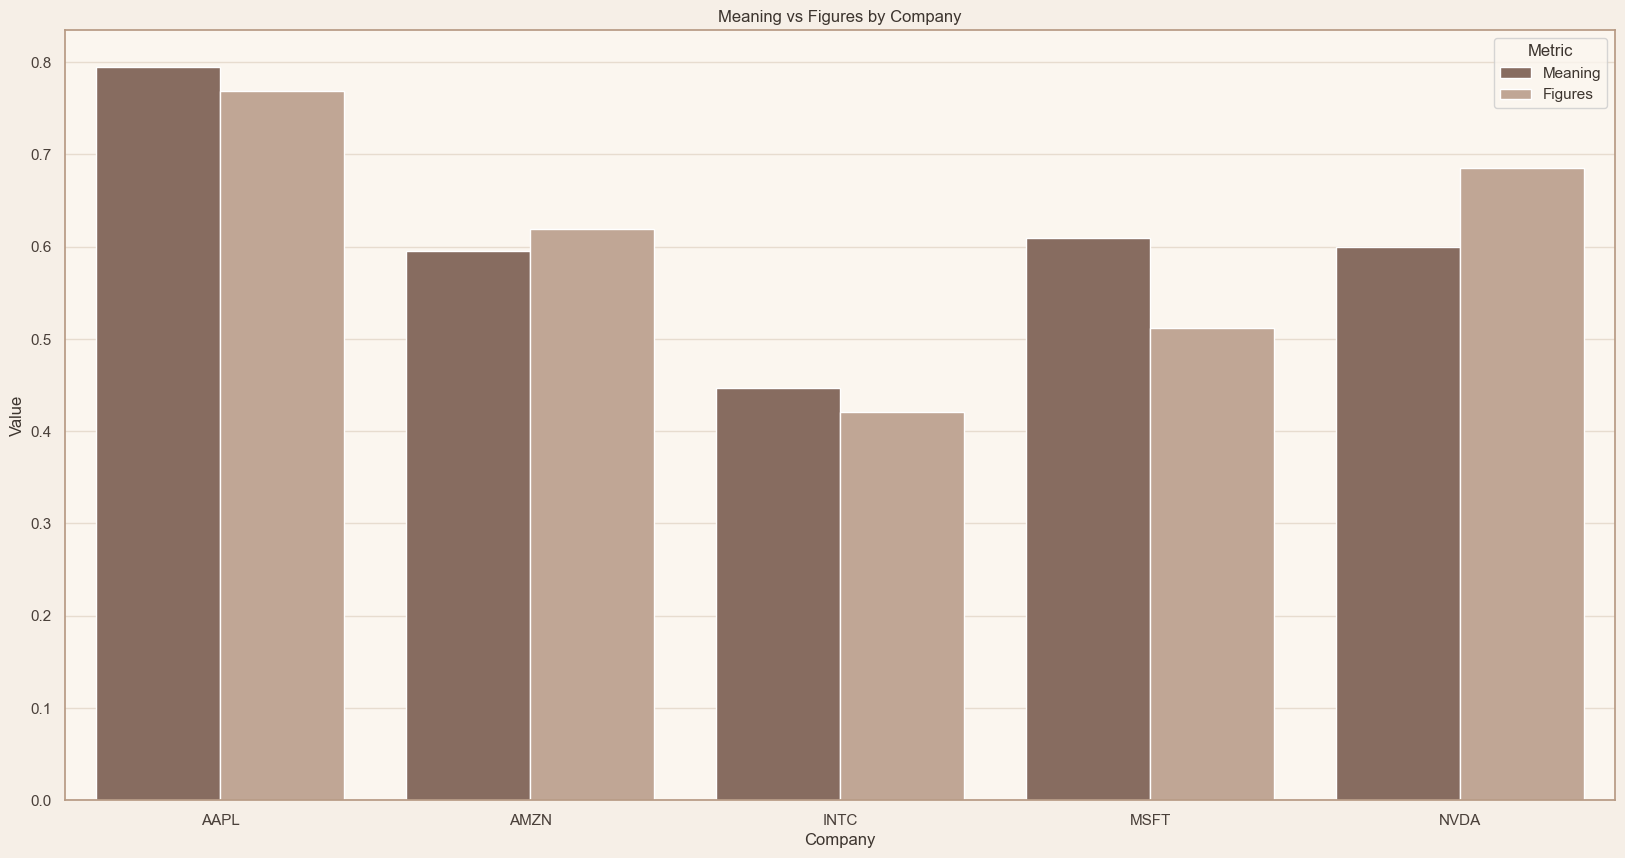 Meaning vs Figures by Company
Metric
Meaning
Figures
Value
0.8
0.7
0.6
0.5
0.4
0.3
0.2
0.1
0.0
AAPL
AMZN
INTC
MSFT
NVDA
Company